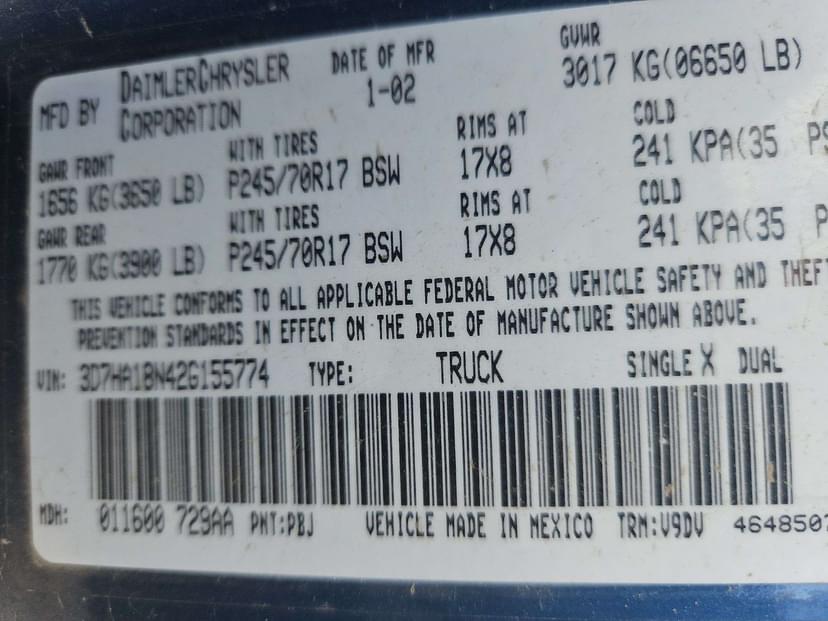 MFD BY DAIMLERCHRYSLER CORPORATION DATE OF MFR 1-02 GVWR 3017 KG(06650 LB)
GAWR FRONT WITH TIRES RIMS AT COLD
1656 KG(3650 LB) P245/70R17 BSW 17X8 241 KPA(35 PS
GAWR REAR WITH TIRES RIMS AT COLD
1770 KG(3900 LB) P245/70R17 BSW 17X8 241 KPA(35 P
THIS VEHICLE CONFORMS TO ALL APPLICABLE FEDERAL MOTOR VEHICLE SAFETY AND THEFT
PREVENTION STANDARDS IN EFFECT ON THE DATE OF MANUFACTURE SHOWN ABOVE.
VIN: 3D7HA18N42G155774 TYPE: TRUCK SINGLE X DUAL
MDH: 011600 729AA PNT:PBJ VEHICLE MADE IN MEXICO TRM:V9DV 4648507